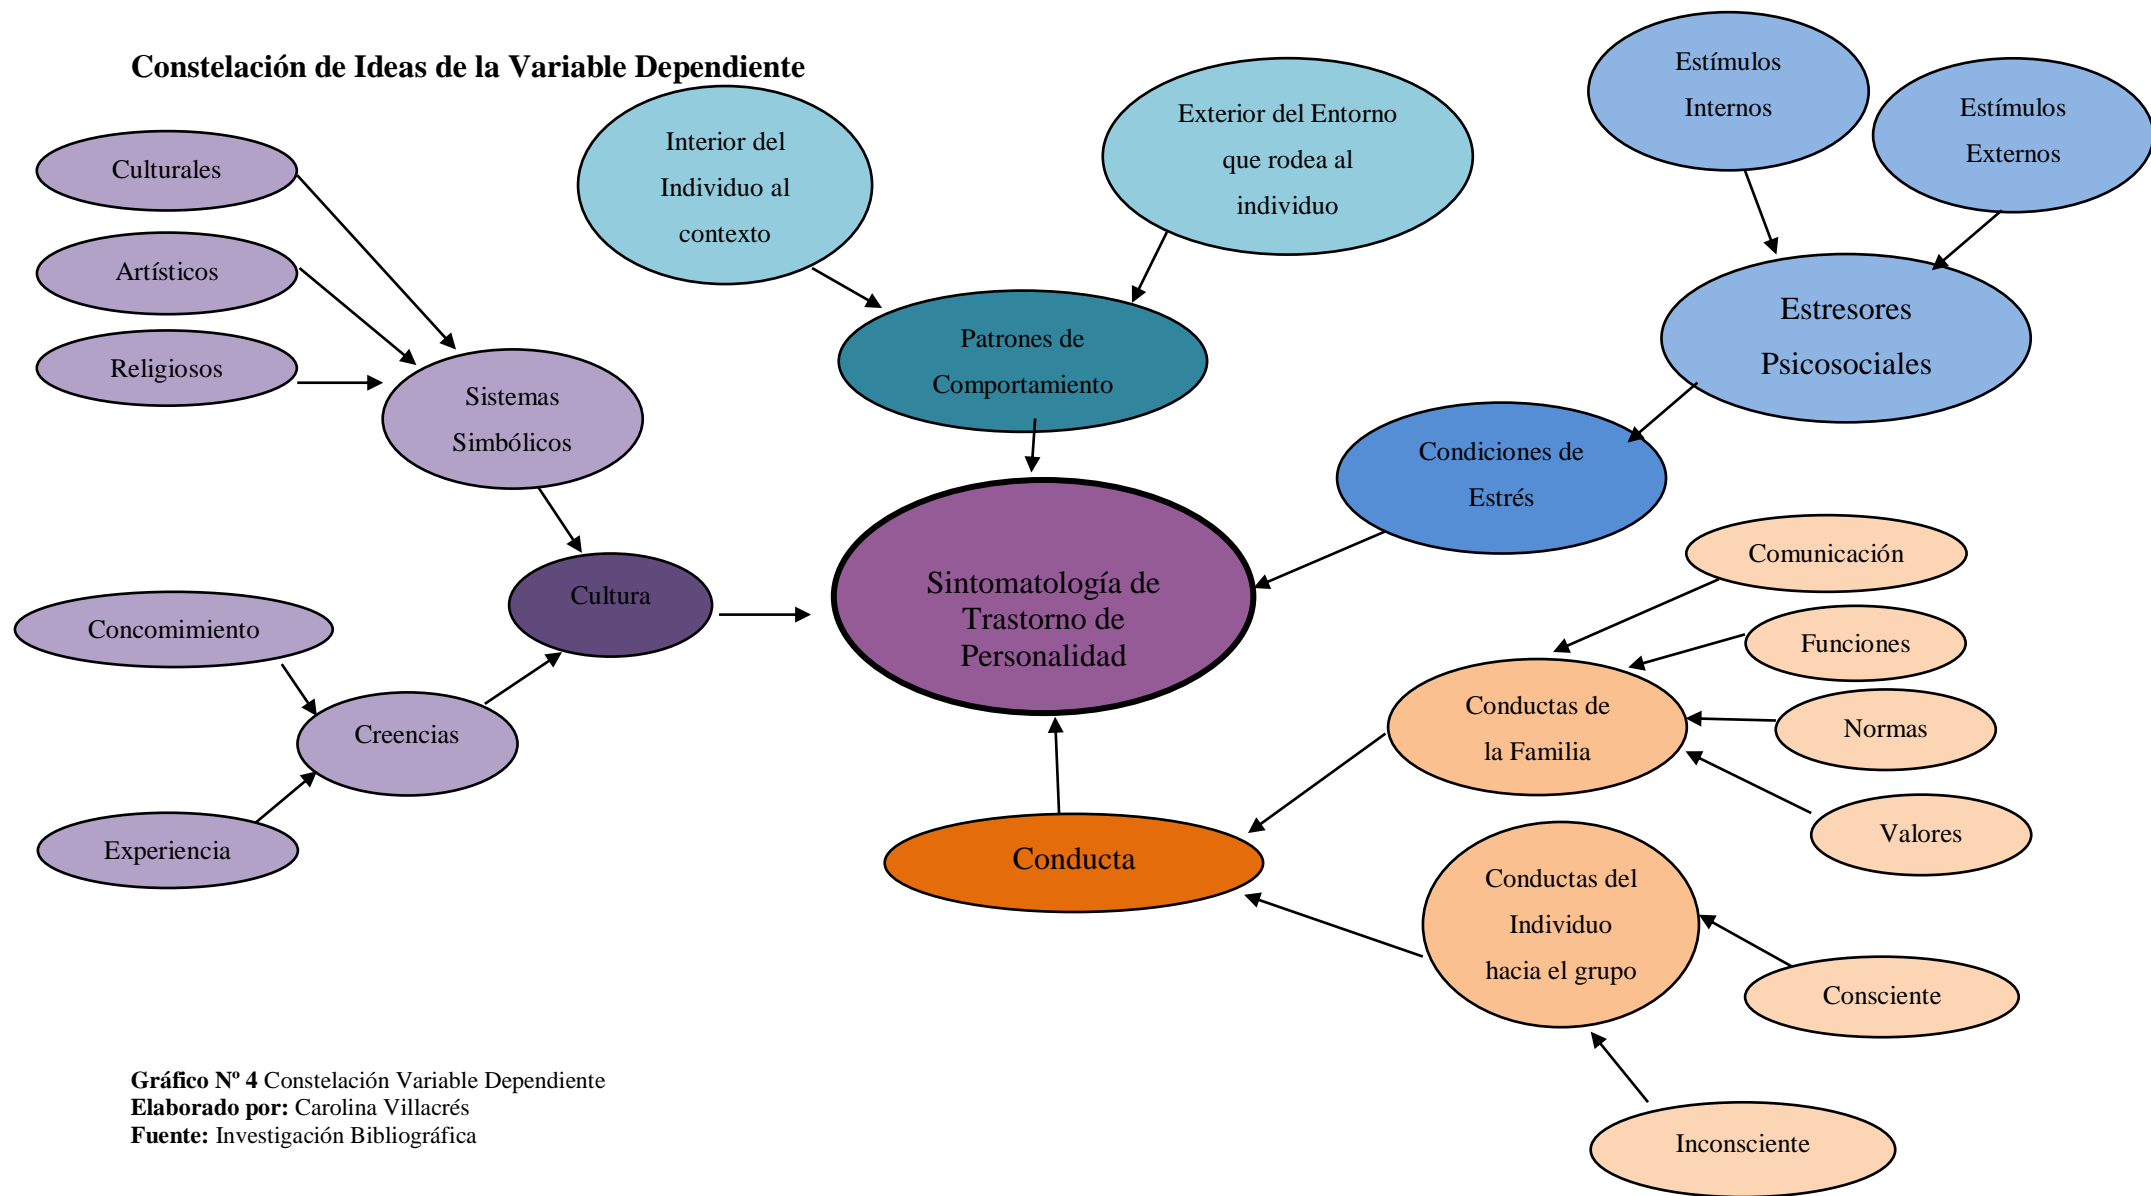 Constelación de Ideas de la Variable Dependiente
Culturales
Artísticos
Religiosos
Sistemas
Simbólicos
Concomimiento
Creencias
Experiencia
Cultura
Interior del
Individuo al
contexto
Exterior del Entorno
que rodea al
individuo
Patrones de
Comportamiento
Estímulos
Internos
Estímulos
Externos
Estresores
Psicosociales
Condiciones de
Estrés
Sintomatología de
Trastorno de
Personalidad
Comunicación
Funciones
Normas
Valores
Conductas de
la Familia
Conducta
Conductas del
Individuo
hacia el grupo
Consciente
Inconsciente
Gráfico Nº 4 Constelación Variable Dependiente
Elaborado por: Carolina Villacrés
Fuente: Investigación Bibliográfica